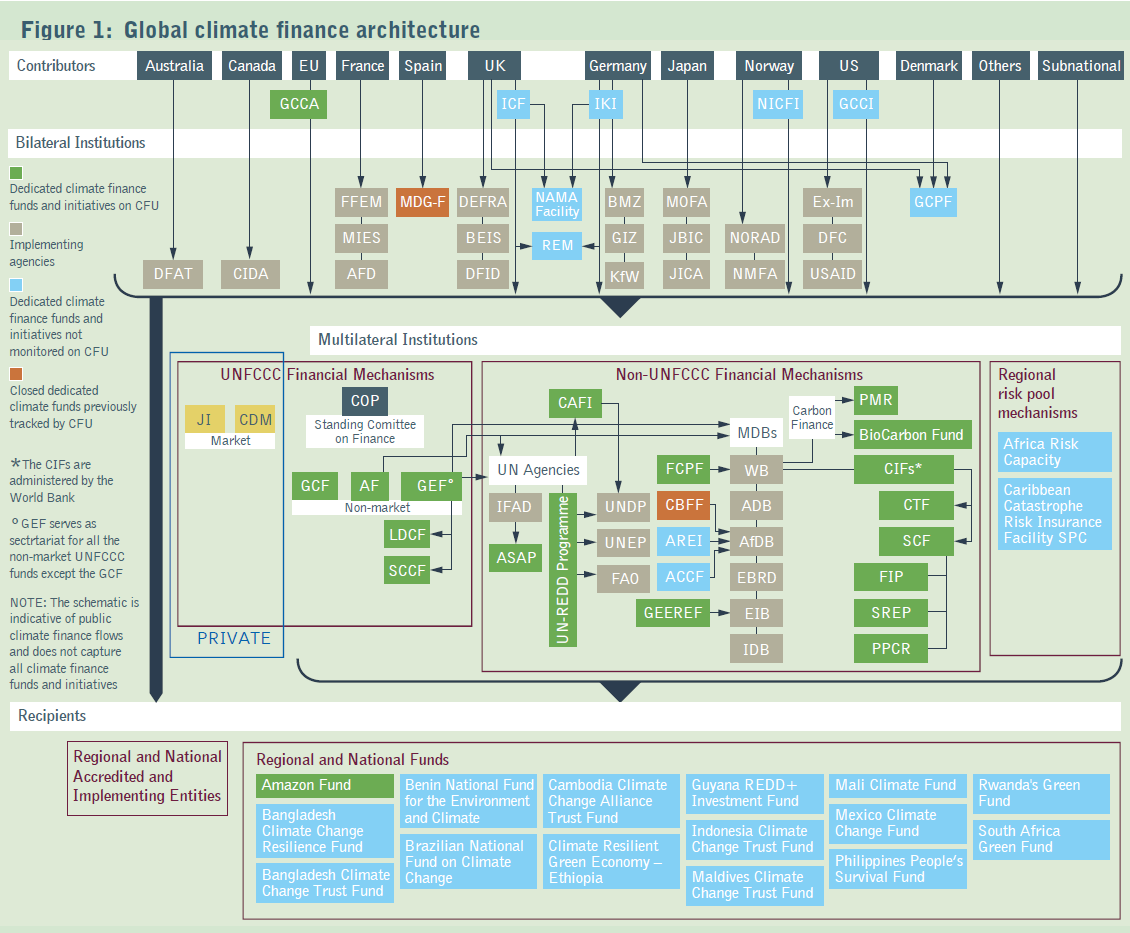 Figure 1: Global climate finance architecture
Contributors
Australia
Canada
EU
France
Spain
UK
Germany
Japan
Norway
US
Denmark
Others
Subnational
GCCA
ICF
IKI
NICFI
GCCI
Bilateral Institutions
Dedicated climate finance
funds and initiatives on CFU
Implementing
agencies
Dedicated climate
finance funds and
initiatives not
monitored on CFU
Closed dedicated
climate funds previously
tracked by CFU
*The CIFs are
administered by the
World Bank
° GEF serves as
sectrtariat for all the
non-market UNFCCC
funds except the GCF
NOTE: The schematic is
indicative of public
climate finance flows
and does not capture
all climate finance
funds and initiatives
FFEM
MDG-F
DEFRA
NAMA
Facility
BMZ
MOFA
Ex-Im
GCPF
MIES
BEIS
REM
GIZ
JBIC
NORAD
DFC
DFAT
CIDA
AFD
DFID
KfW
JICA
NMFA
USAID
Multilateral Institutions
UNFCCC Financial Mechanisms
JI
CDM
Market
COP
Standing Comittee
on Finance
GCF
AF
GEF°
Non-market
LDCF
SCCF
PRIVATE
Non-UNFCCC Financial Mechanisms
CAFI
UN Agencies
IFAD
ASAP
UN-REDD Programme
UNDP
UNEP
FAO
MDBs
Carbon
Finance
PMR
BioCarbon Fund
FCPF
WB
CIFs*
CBFF
ADB
CTF
AREI
AfDB
SCF
ACCF
EBRD
FIP
GEEREF
EIB
SREP
IDB
PPCR
Regional
risk pool
mechanisms
Africa Risk
Capacity
Caribbean
Catastrophe
Risk Insurance
Facility SPC
Recipients
Regional and National
Accredited and
Implementing Entities
Regional and National Funds
Amazon Fund
Bangladesh
Climate Change
Resilience Fund
Bangladesh Climate
Change Trust Fund
Benin National Fund
for the Environment
and Climate
Brazilian National
Fund on Climate
Change
Cambodia Climate
Change Alliance
Trust Fund
Climate Resilient
Green Economy –
Ethiopia
Guyana REDD+
Investment Fund
Indonesia Climate
Change Trust Fund
Maldives Climate
Change Trust Fund
Mali Climate Fund
Mexico Climate
Change Fund
Philippines People's
Survival Fund
Rwanda's Green
Fund
South Africa
Green Fund